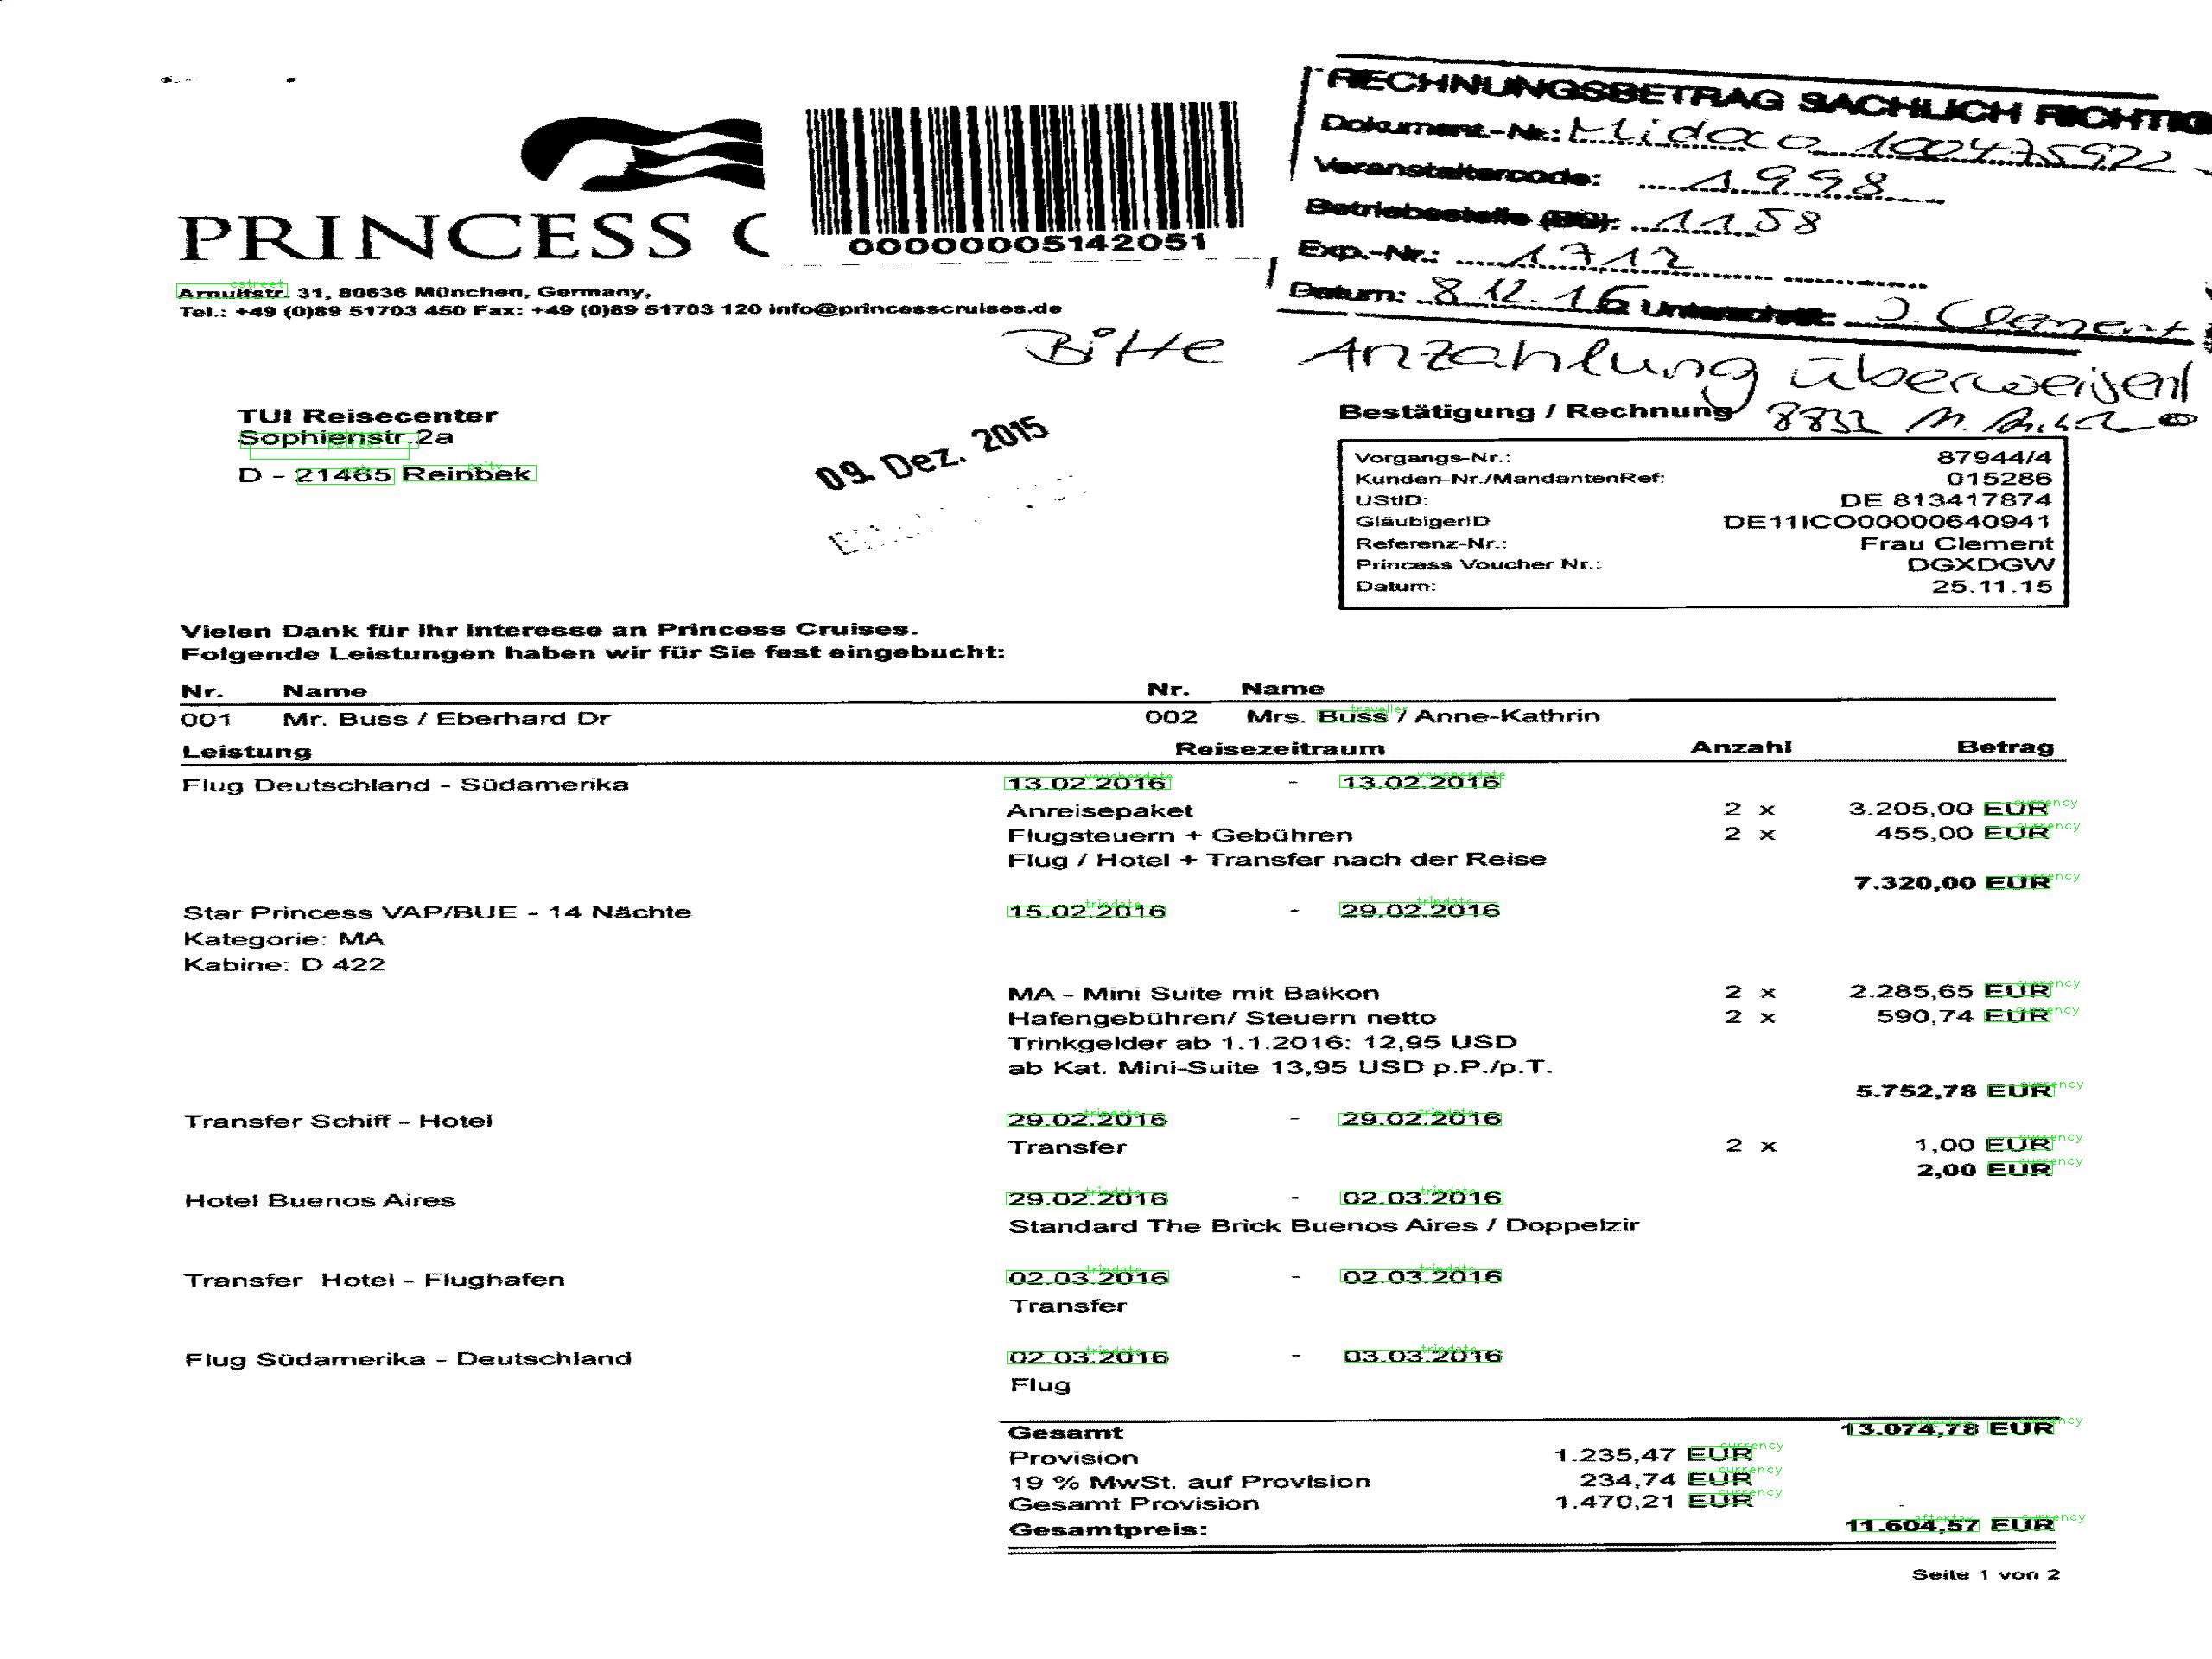 RECHNUNGSBETRAG SACHLICH RICHTIG
Dokument.-Nr.: Midoco 100475922
Veranstaltercode: 1998
Betriebsstelle (BS): 1158
Exp.-Nr.: 1712
Datum: 8.12.15 Unterschrift: J. Clement
PRINCESS C
00000005142051
Arnulfstr. 31, 80636 München, Germany,
Tel.: +49 (0)89 51703 450 Fax: +49 (0)89 51703 120 info@princesscruises.de
Bitte Anzahlung überweisen!
8832
TUI Reisecenter
Sophienstr.2a
D - 21465 Reinbek
09. Dez. 2015
Bestätigung / Rechnung
Vorgangs-Nr.: 87944/4
Kunden-Nr./MandantenRef: 015286
UStID: DE 813417874
GläubigerID DE11ICO00000640941
Referenz-Nr.: Frau Clement
Princess Voucher Nr.: DGXDGW
Datum: 25.11.15
Vielen Dank für Ihr Interesse an Princess Cruises.
Folgende Leistungen haben wir für Sie fest eingebucht:
Nr. Name Nr. Name
001 Mr. Buss / Eberhard Dr 002 Mrs. Buss / Anne-Kathrin
Leistung Reisezeitraum Anzahl Betrag
Flug Deutschland - Südamerika 13.02.2016 - 13.02.2016
Anreisepaket 2 x 3.205,00 EUR
Flugsteuern + Gebühren 2 x 455,00 EUR
Flug / Hotel + Transfer nach der Reise
7.320,00 EUR
Star Princess VAP/BUE - 14 Nächte 15.02.2016 - 29.02.2016
Kategorie: MA
Kabine: D 422
MA - Mini Suite mit Balkon 2 x 2.285,65 EUR
Hafengebühren/ Steuern netto 2 x 590,74 EUR
Trinkgelder ab 1.1.2016: 12,95 USD
ab Kat. Mini-Suite 13,95 USD p.P./p.T.
5.752,78 EUR
Transfer Schiff - Hotel 29.02.2016 - 29.02.2016
Transfer 2 x 1,00 EUR
2,00 EUR
Hotel Buenos Aires 29.02.2016 - 02.03.2016
Standard The Brick Buenos Aires / Doppelzir
Transfer Hotel - Flughafen 02.03.2016 - 02.03.2016
Transfer
Flug Südamerika - Deutschland 02.03.2016 - 03.03.2016
Flug
Gesamt 13.074,78 EUR
Provision 1.235,47 EUR
19 % MwSt. auf Provision 234,74 EUR
Gesamt Provision 1.470,21 EUR
Gesamtpreis: 11.604,57 EUR
Seite 1 von 2